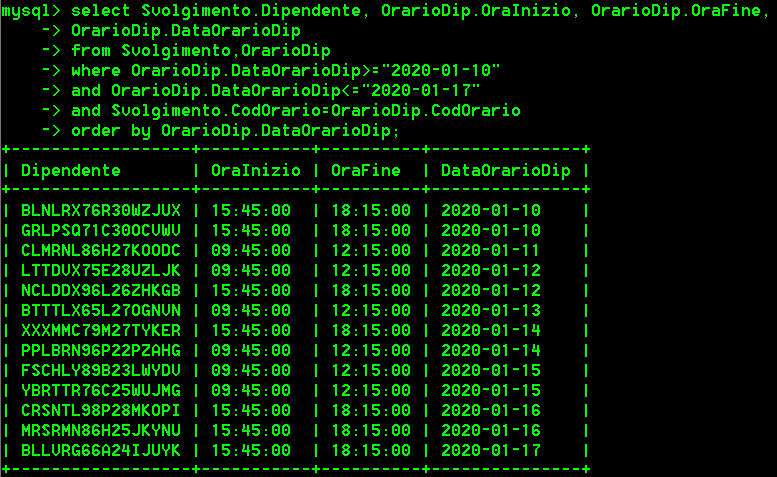 mysql> select Svolgimento.Dipendente, OrarioDip.OraInizio, OrarioDip.OraFine,
    -> OrarioDip.DataOrarioDip
    -> from Svolgimento,OrarioDip
    -> where OrarioDip.DataOrarioDip>="2020-01-10"
    -> and OrarioDip.DataOrarioDip<="2020-01-17"
    -> and Svolgimento.CodOrario=OrarioDip.CodOrario
    -> order by OrarioDip.DataOrarioDip;
+------------------+-----------+----------+---------------+
| Dipendente       | OraInizio | OraFine  | DataOrarioDip |
+------------------+-----------+----------+---------------+
| BLNLRX76R30WZJUX | 15:45:00  | 18:15:00 | 2020-01-10    |
| GRLPSQ71C30OCVWV | 15:45:00  | 18:15:00 | 2020-01-10    |
| CLMRNL86H27KOODC | 09:45:00  | 12:15:00 | 2020-01-11    |
| LTTDVX75E28UZLJK | 09:45:00  | 12:15:00 | 2020-01-12    |
| NCLDDX96L26ZHKGB | 15:45:00  | 18:15:00 | 2020-01-12    |
| BTTTLX65L27OGNVN | 09:45:00  | 12:15:00 | 2020-01-13    |
| XXXMMC79M27TYKER | 15:45:00  | 18:15:00 | 2020-01-14    |
| PPLBRN96P22PZAHG | 09:45:00  | 12:15:00 | 2020-01-14    |
| FSCHLY89B23LWYDV | 09:45:00  | 12:15:00 | 2020-01-15    |
| YBRTTR76C25WUJMG | 09:45:00  | 12:15:00 | 2020-01-15    |
| CRSNTL98P28MKOPI | 15:45:00  | 18:15:00 | 2020-01-16    |
| MRSRMN86H25JKYNU | 15:45:00  | 18:15:00 | 2020-01-16    |
| BLLVRG66A24IJUYK | 15:45:00  | 18:15:00 | 2020-01-17    |
+------------------+-----------+----------+---------------+